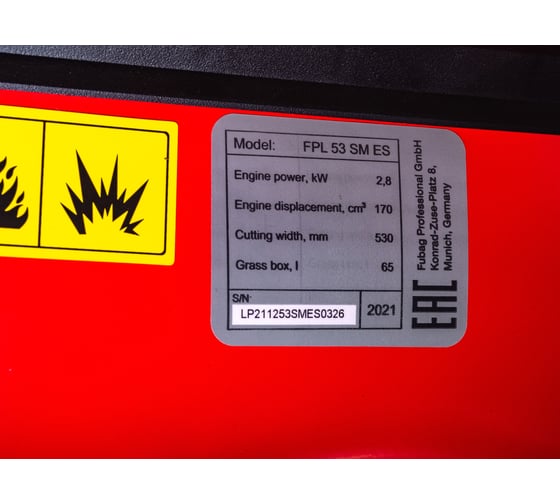 Model: FPL 53 SM ES
Engine power, kW 2,8
Engine displacement, cm³ 170
Cutting width, mm 530
Grass box, l 65
S/N:
LP211253SMES0326 2021
Fubag Professional GmbH
Konrad-Zuse-Platz 8,
Munich, Germany
EAC